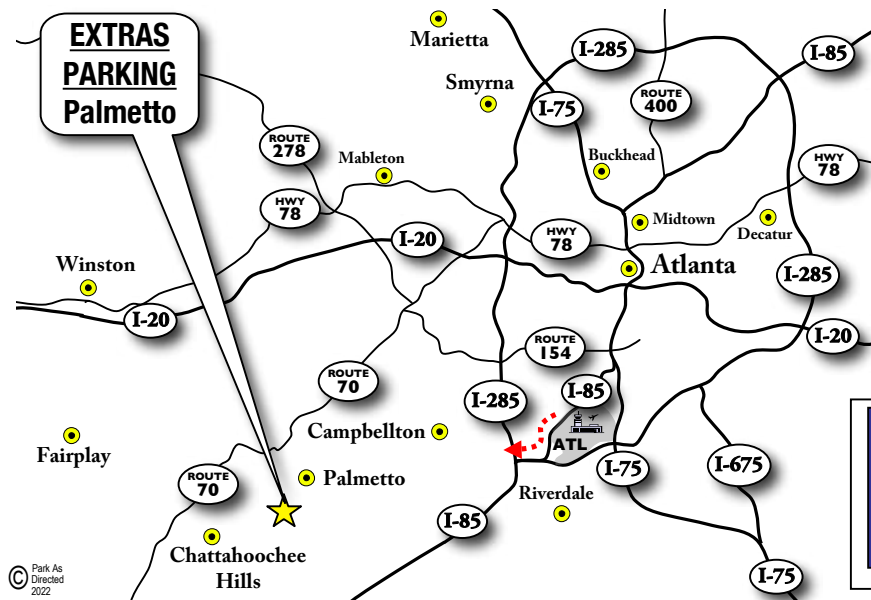 EXTRAS
PARKING
Palmetto
Marietta
I-285
I-85
Smyrna
I-75
ROUTE
400
ROUTE
278
Mableton
Buckhead
HWY
78
HWY
78
I-20
HWY
78
Midtown
Decatur
Winston
Atlanta
I-285
I-20
I-20
ROUTE
154
ROUTE
70
I-285
I-85
Campbellton
ATL
Fairplay
ROUTE
70
Palmetto
I-75
I-675
Riverdale
I-85
Chattahoochee
Hills
I-75
© Park As
Directed
2022